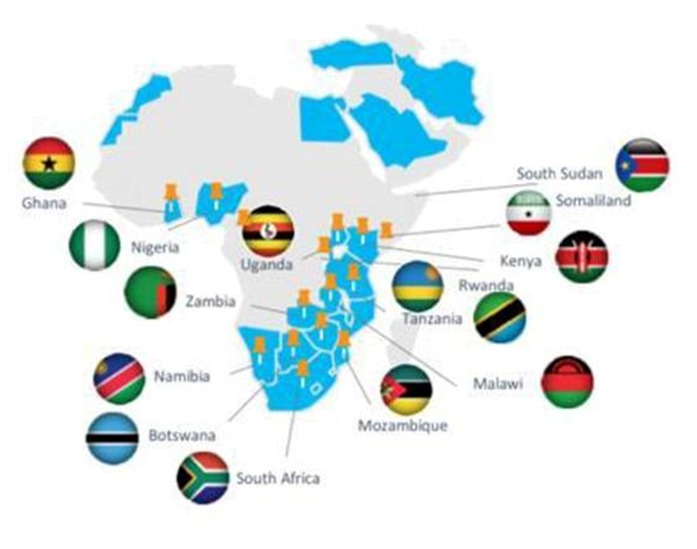 South Sudan
Ghana
Somaliland
Nigeria
Uganda
Kenya
Rwanda
Zambia
Tanzania
Namibia
Malawi
Mozambique
Botswana
South Africa